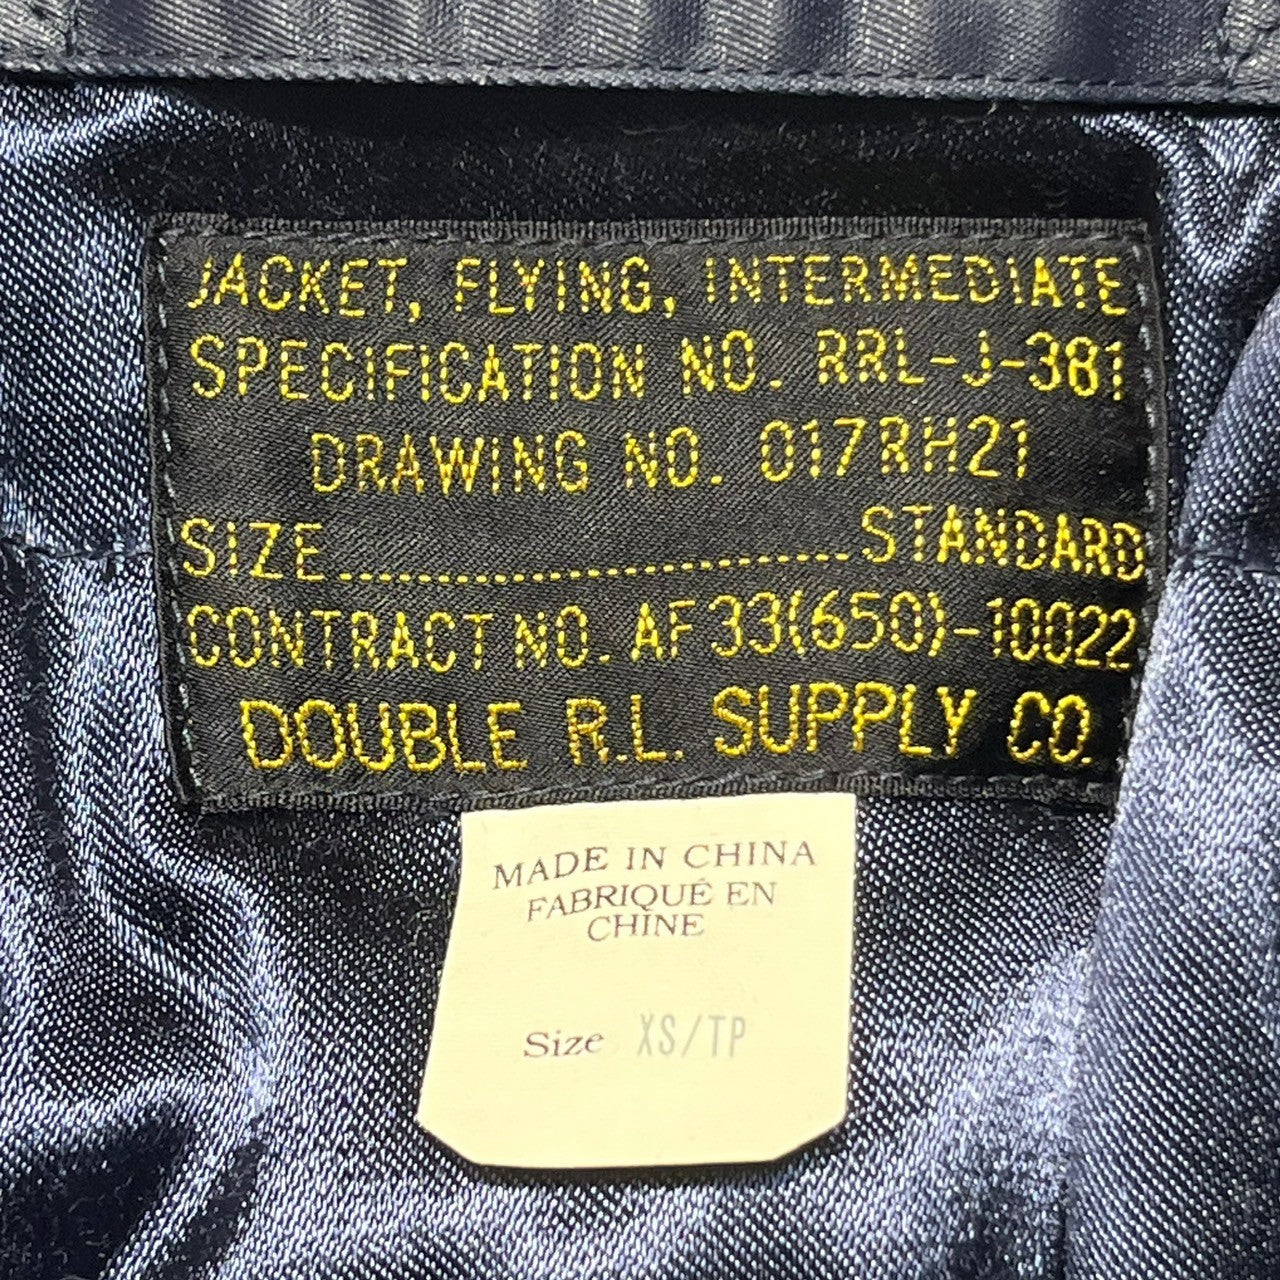 JACKET, FLYING, INTERMEDIATE
SPECIFICATION NO. RRL-J-381
DRAWING NO. 017RH21
SIZE..............................STANDARD
CONTRACT NO. AF33(650)-10022
DOUBLE R.L. SUPPLY CO.
MADE IN CHINA
FABRIQUÉ EN
CHINE
Size XS/TP